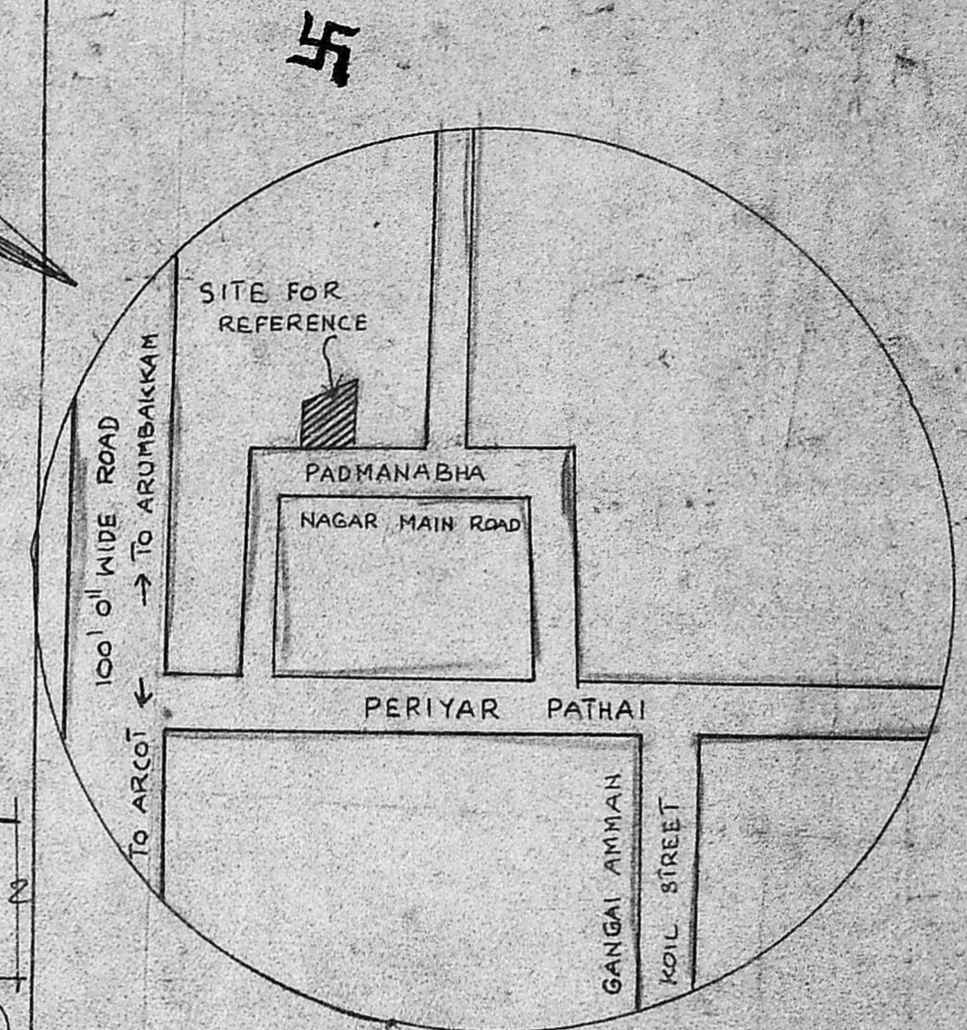 SITE FOR
REFERENCE
100' 0" WIDE ROAD
→ TO ARUMBAKKAM
TO ARCOT ←
PADMANABHA
NAGAR MAIN ROAD
PERIYAR PATHAI
GANGAI AMMAN
KOIL STREET